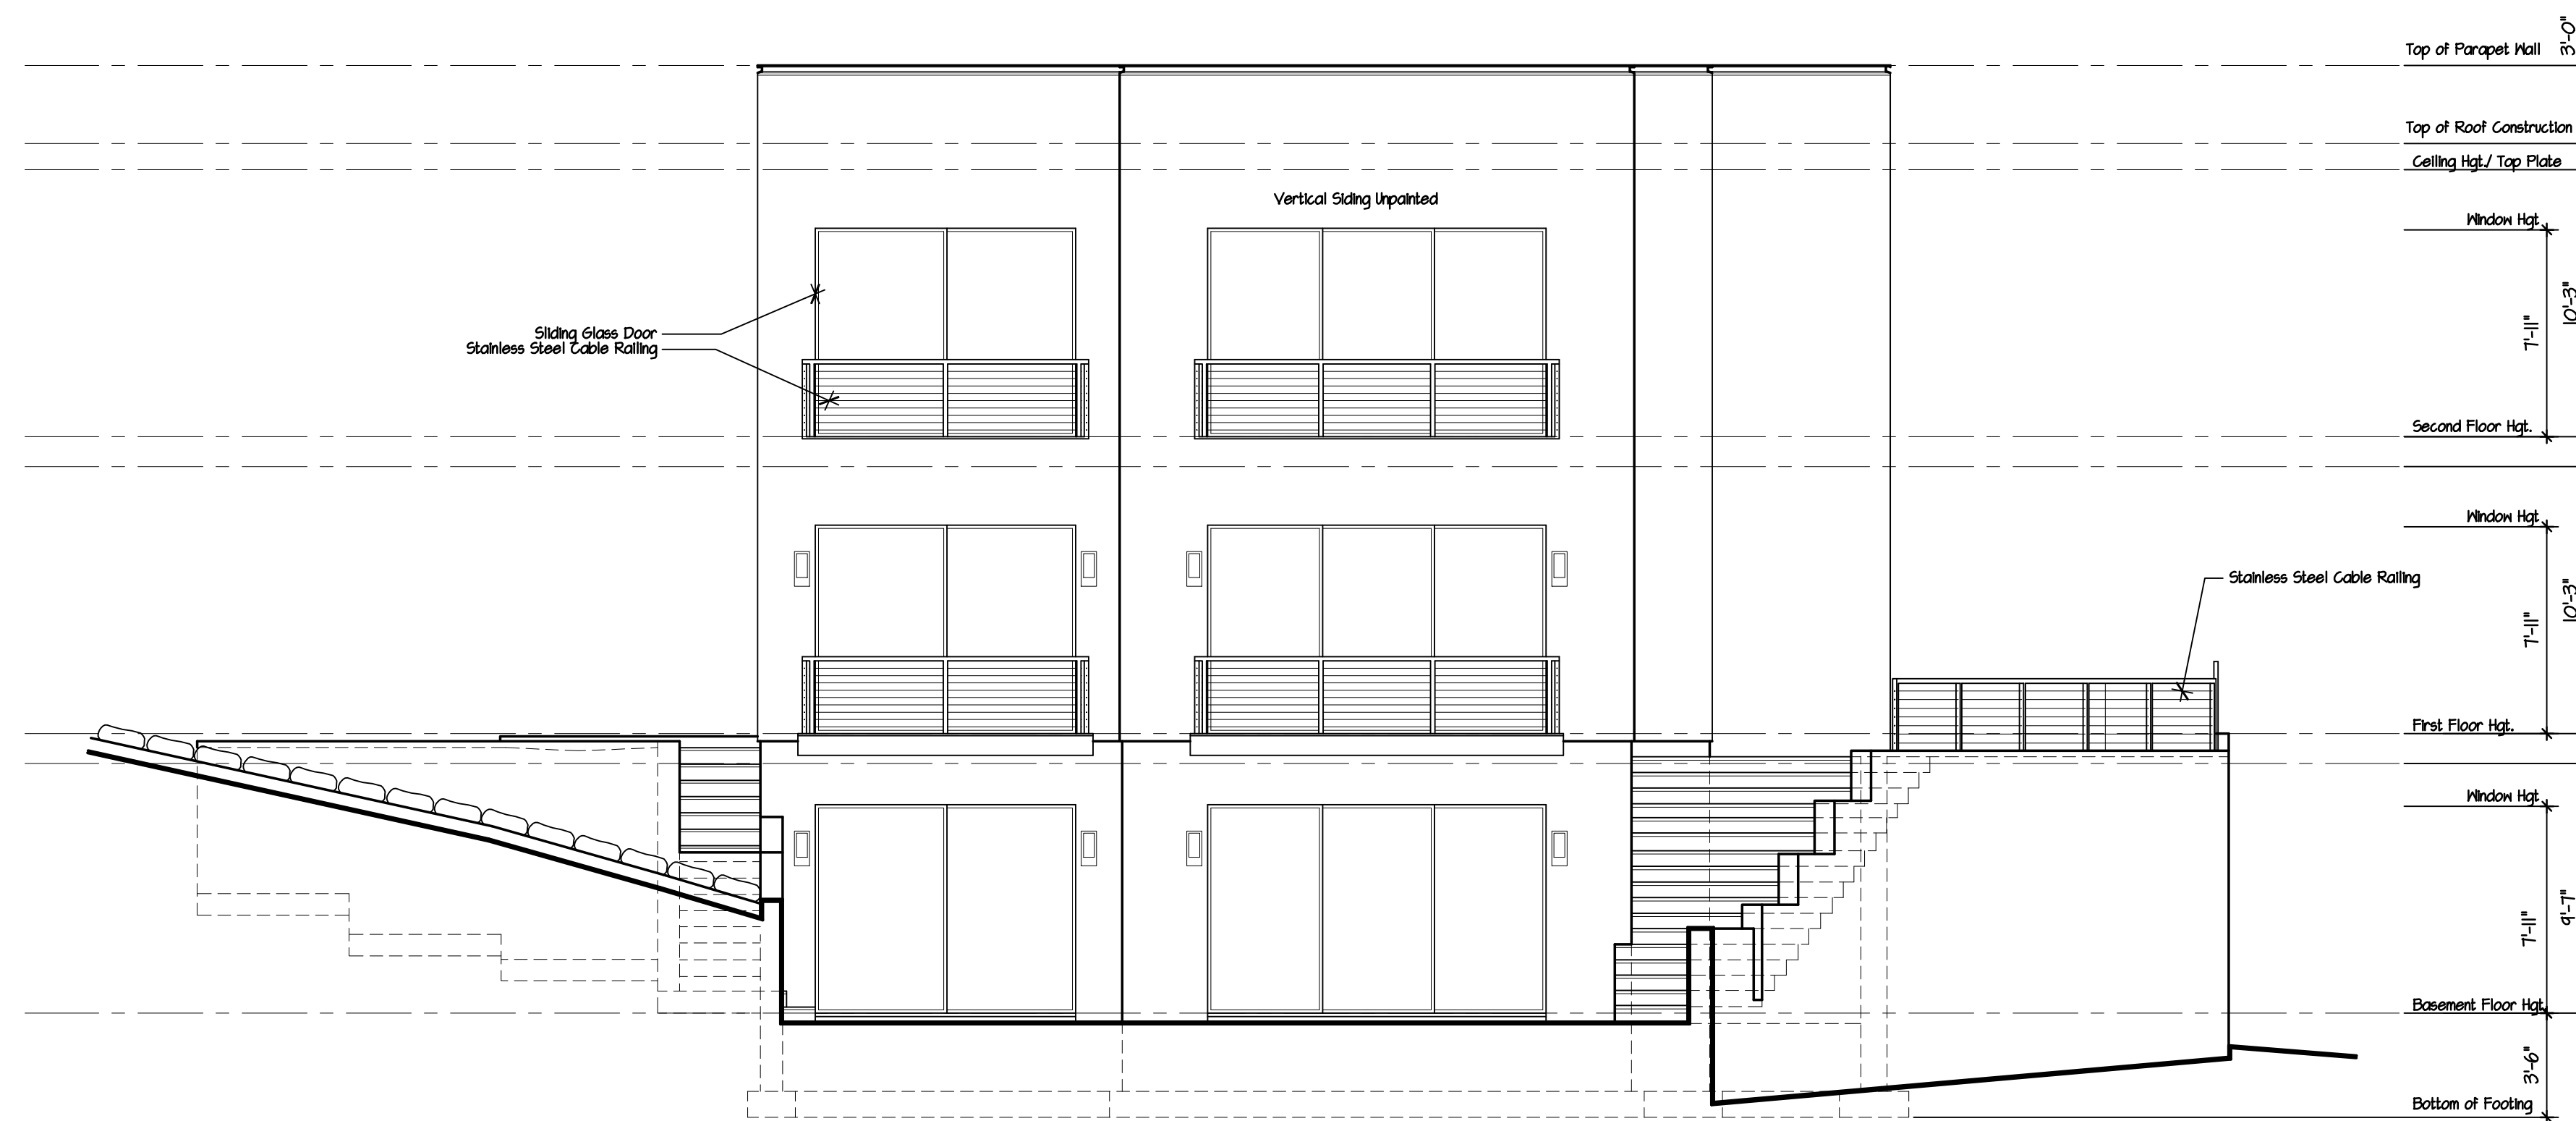 3'-0"
Top of Parapet Wall
Top of Roof Construction
Ceiling Hgt./ Top Plate
Vertical Siding Unpainted
Window Hgt
10'-3"
7'-11"
Sliding Glass Door
Stainless Steel Cable Railing
Second Floor Hgt.
Window Hgt
Stainless Steel Cable Railing
10'-3"
7'-11"
First Floor Hgt.
Window Hgt
9'-7"
7'-11"
Basement Floor Hgt.
3'-6"
Bottom of Footing